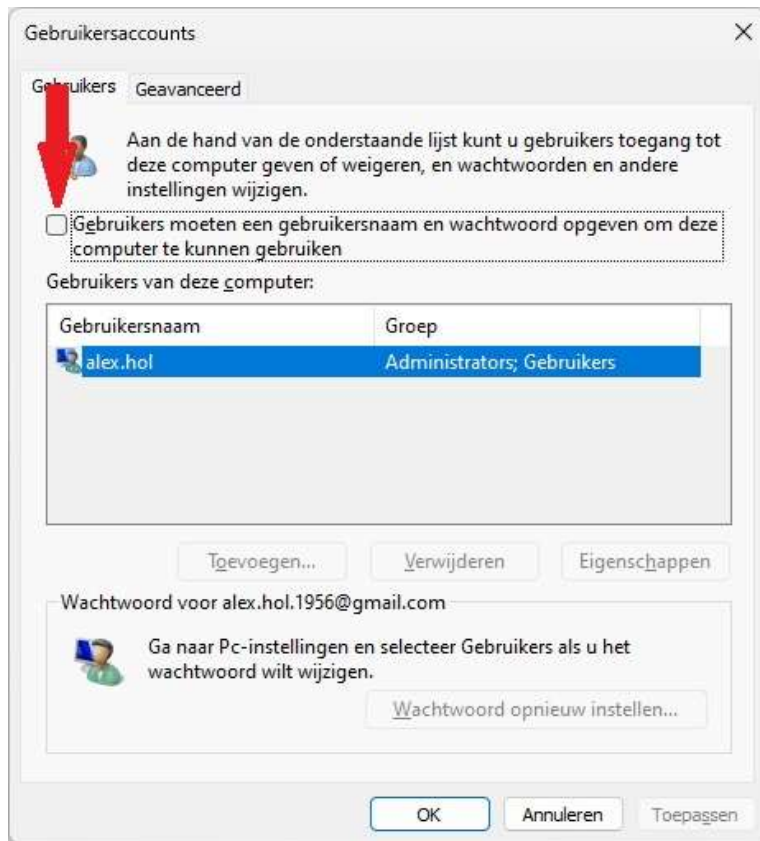 Gebruikersaccounts
Gebruikers Geavanceerd
Aan de hand van de onderstaande lijst kunt u gebruikers toegang tot
deze computer geven of weigeren, en wachtwoorden en andere
instellingen wijzigen.
Gebruikers moeten een gebruikersnaam en wachtwoord opgeven om deze
computer te kunnen gebruiken
Gebruikers van deze computer:
Gebruikersnaam Groep
alex.hol Administrators; Gebruikers
Toevoegen... Verwijderen Eigenschappen
Wachtwoord voor alex.hol.1956@gmail.com
Ga naar Pc-instellingen en selecteer Gebruikers als u het
wachtwoord wilt wijzigen.
Wachtwoord opnieuw instellen...
OK Annuleren Toepassen